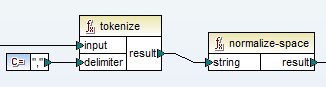 tokenize
input
result
delimiter
C= ","
normalize-space
string
result